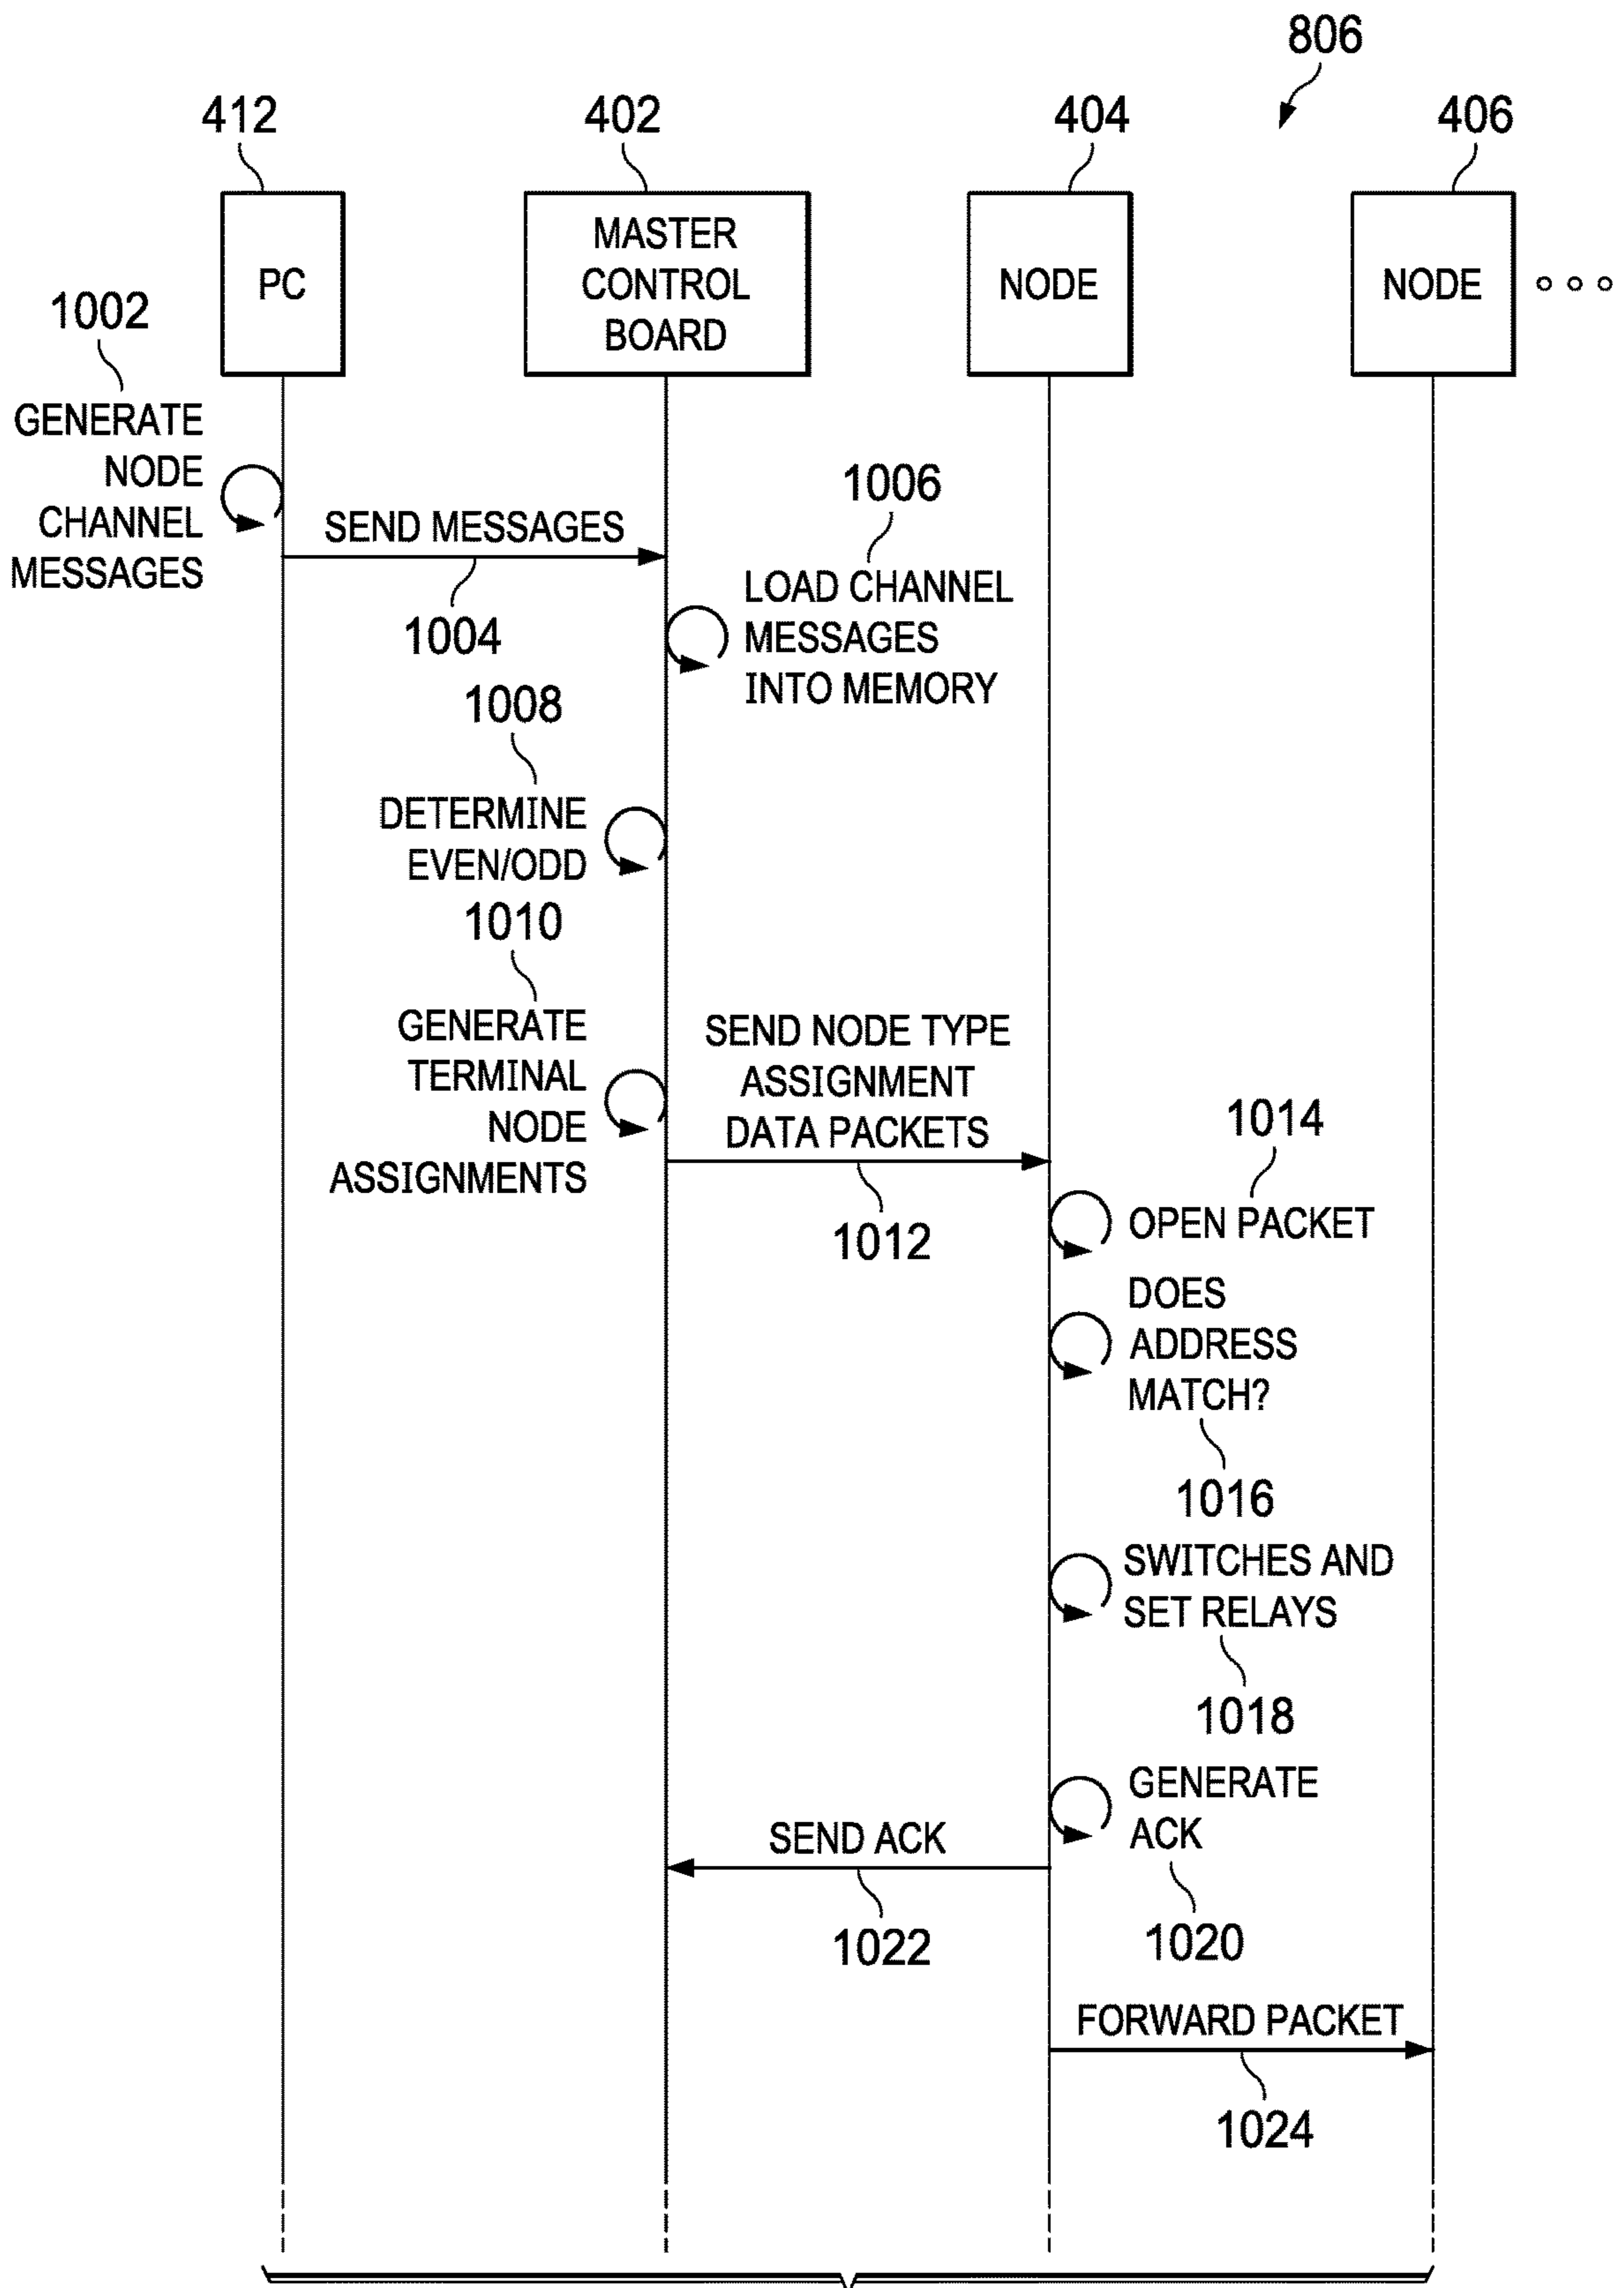 806
412
402
404
406
PC
MASTER
CONTROL
BOARD
NODE
NODE
1002
GENERATE
NODE
CHANNEL
MESSAGES
SEND MESSAGES
1004
1006
LOAD CHANNEL
MESSAGES
INTO MEMORY
1008
DETERMINE
EVEN/ODD
1010
GENERATE
TERMINAL
NODE
ASSIGNMENTS
SEND NODE TYPE
ASSIGNMENT
DATA PACKETS
1012
1014
OPEN PACKET
DOES
ADDRESS
MATCH?
1016
SWITCHES AND
SET RELAYS
1018
GENERATE
ACK
1020
SEND ACK
1022
FORWARD PACKET
1024